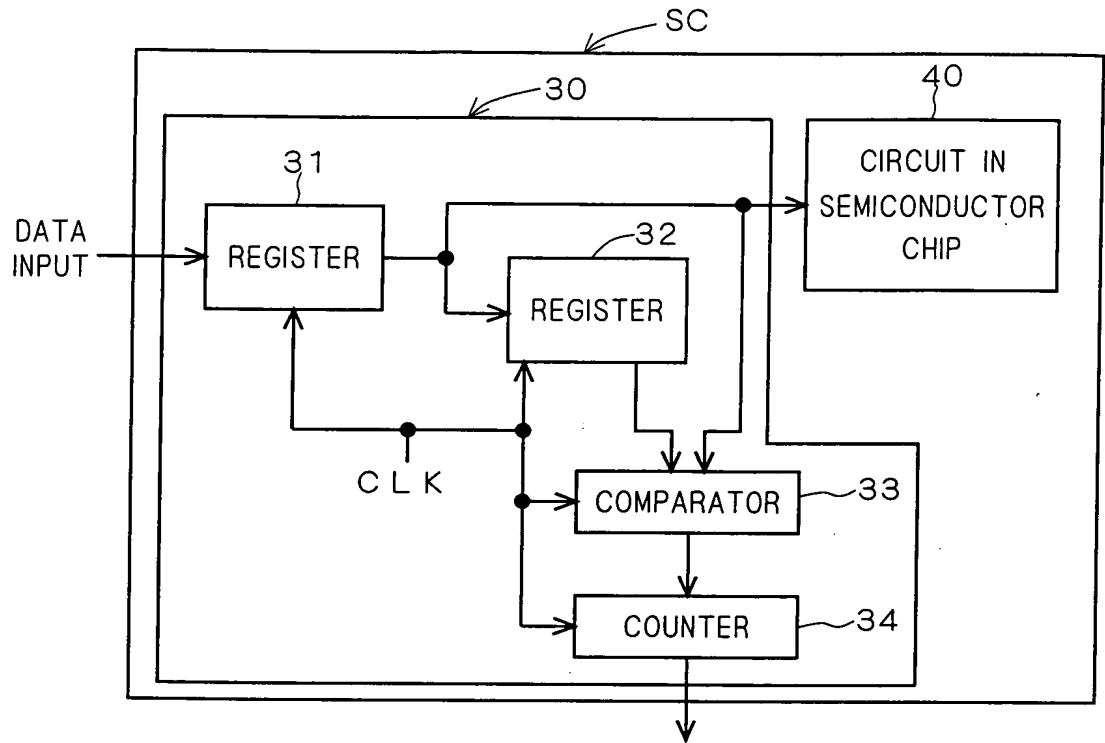 SC
30
40
CIRCUIT IN
SEMICONDUCTOR
CHIP
31
REGISTER
DATA
INPUT
32
REGISTER
CLK
COMPARATOR
33
COUNTER
34